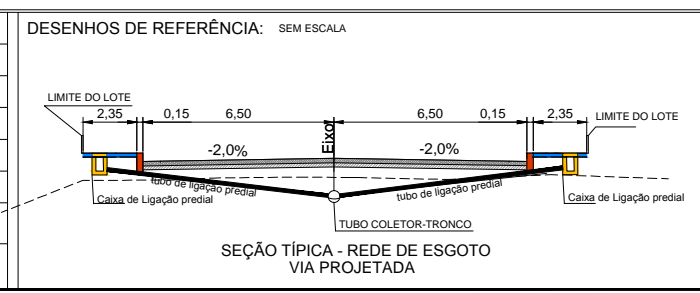 DESENHOS DE REFERÊNCIA: SEM ESCALA
LIMITE DO LOTE
2,35 0,15 6,50 6,50 0,15 2,35
LIMITE DO LOTE
Eixo
-2,0% -2,0%
tubo de ligação predial
tubo de ligação predial
Caixa de Ligação predial
Caixa de Ligação predial
TUBO COLETOR-TRONCO
SEÇÃO TÍPICA - REDE DE ESGOTO
VIA PROJETADA